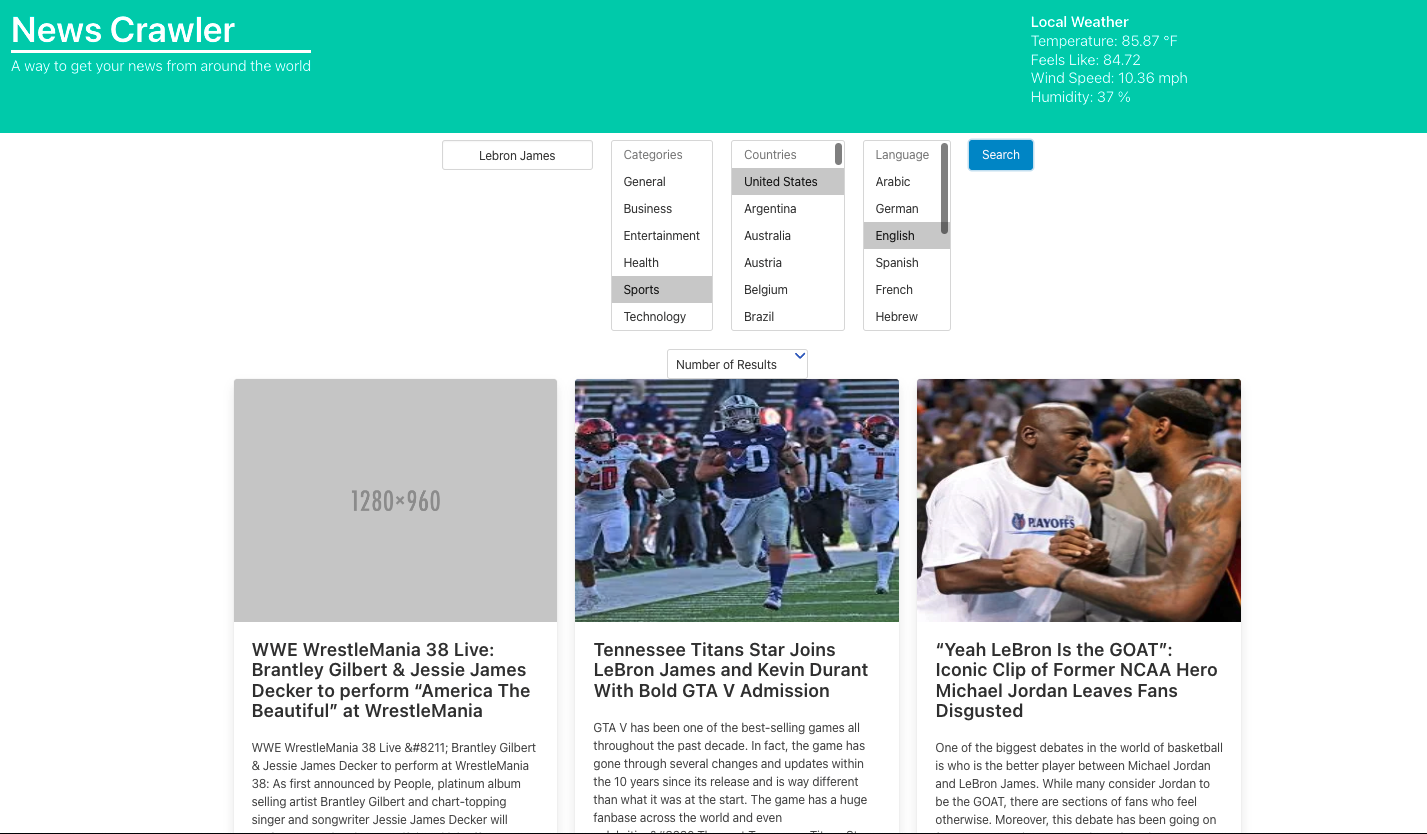 News Crawler
A way to get your news from around the world
Local Weather
Temperature: 85.87 °F
Feels Like: 84.72
Wind Speed: 10.36 mph
Humidity: 37 %
Lebron James
Categories
General
Business
Entertainment
Health
Sports
Technology
Countries
United States
Argentina
Australia
Austria
Belgium
Brazil
Language
Arabic
German
English
Spanish
French
Hebrew
Search
Number of Results
1280×960
20
0
1
PLAYOFFS
WWE WrestleMania 38 Live:
Brantley Gilbert & Jessie James
Decker to perform “America The
Beautiful” at WrestleMania
WWE WrestleMania 38 Live &#8211; Brantley Gilbert
& Jessie James Decker to perform at WrestleMania
38: As first announced by People, platinum album
selling artist Brantley Gilbert and chart-topping
singer and songwriter Jessie James Decker will
Tennessee Titans Star Joins
LeBron James and Kevin Durant
With Bold GTA V Admission
GTA V has been one of the best-selling games all
throughout the past decade. In fact, the game has
gone through several changes and updates within
the 10 years since its release and is way different
than what it was at the start. The game has a huge
fanbase across the world and even
“Yeah LeBron Is the GOAT”:
Iconic Clip of Former NCAA Hero
Michael Jordan Leaves Fans
Disgusted
One of the biggest debates in the world of basketball
is who is the better player between Michael Jordan
and LeBron James. While many consider Jordan to
be the GOAT, there are sections of fans who feel
otherwise. Moreover, this debate has been going on